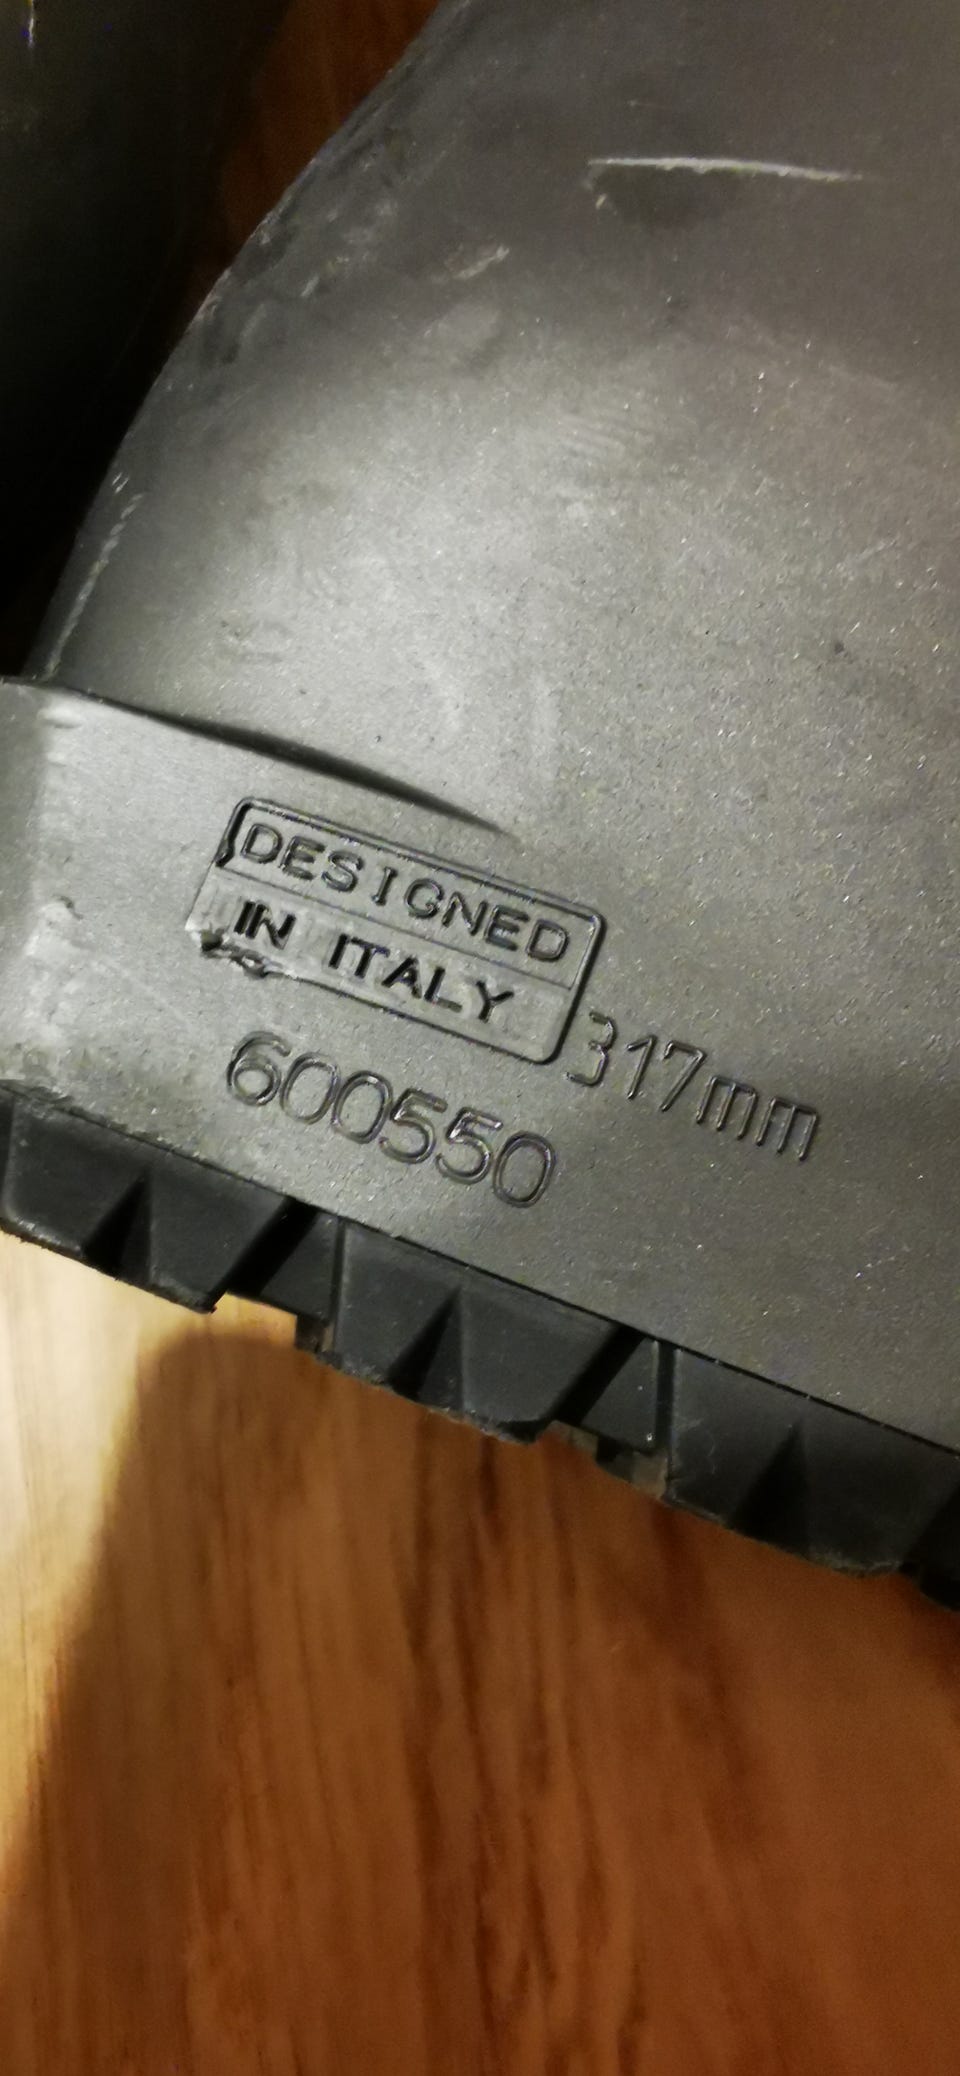 DESIGNED
IN ITALY
317mm
600550